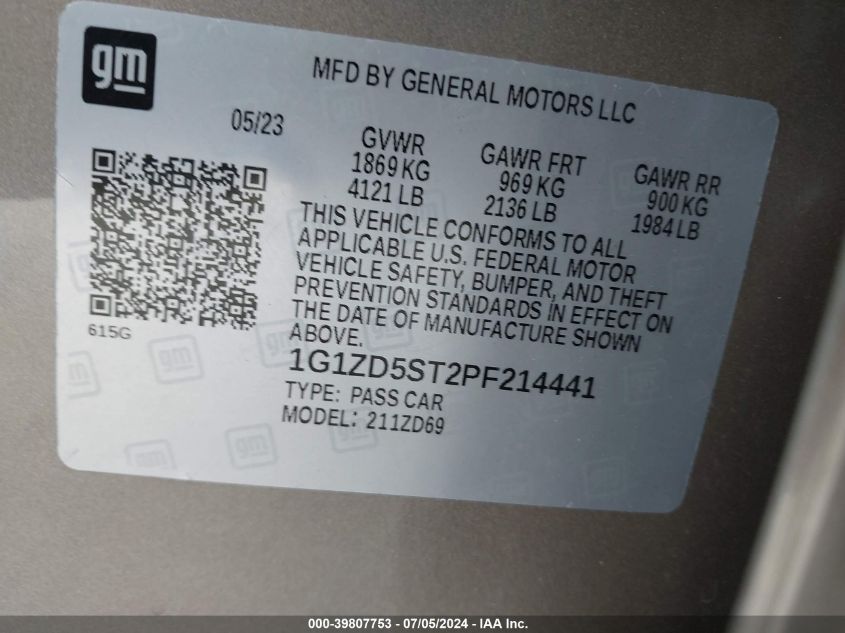 gm
MFD BY GENERAL MOTORS LLC
05/23
GVWR
1869 KG
4121 LB
GAWR FRT
969 KG
2136 LB
GAWR RR
900 KG
1984 LB
THIS VEHICLE CONFORMS TO ALL
APPLICABLE U.S. FEDERAL MOTOR
VEHICLE SAFETY, BUMPER, AND THEFT
PREVENTION STANDARDS IN EFFECT ON
THE DATE OF MANUFACTURE SHOWN
ABOVE.
615G
1G1ZD5ST2PF214441
TYPE: PASS CAR
MODEL: 211ZD69
000-39807753 - 07/05/2024 - IAA Inc.